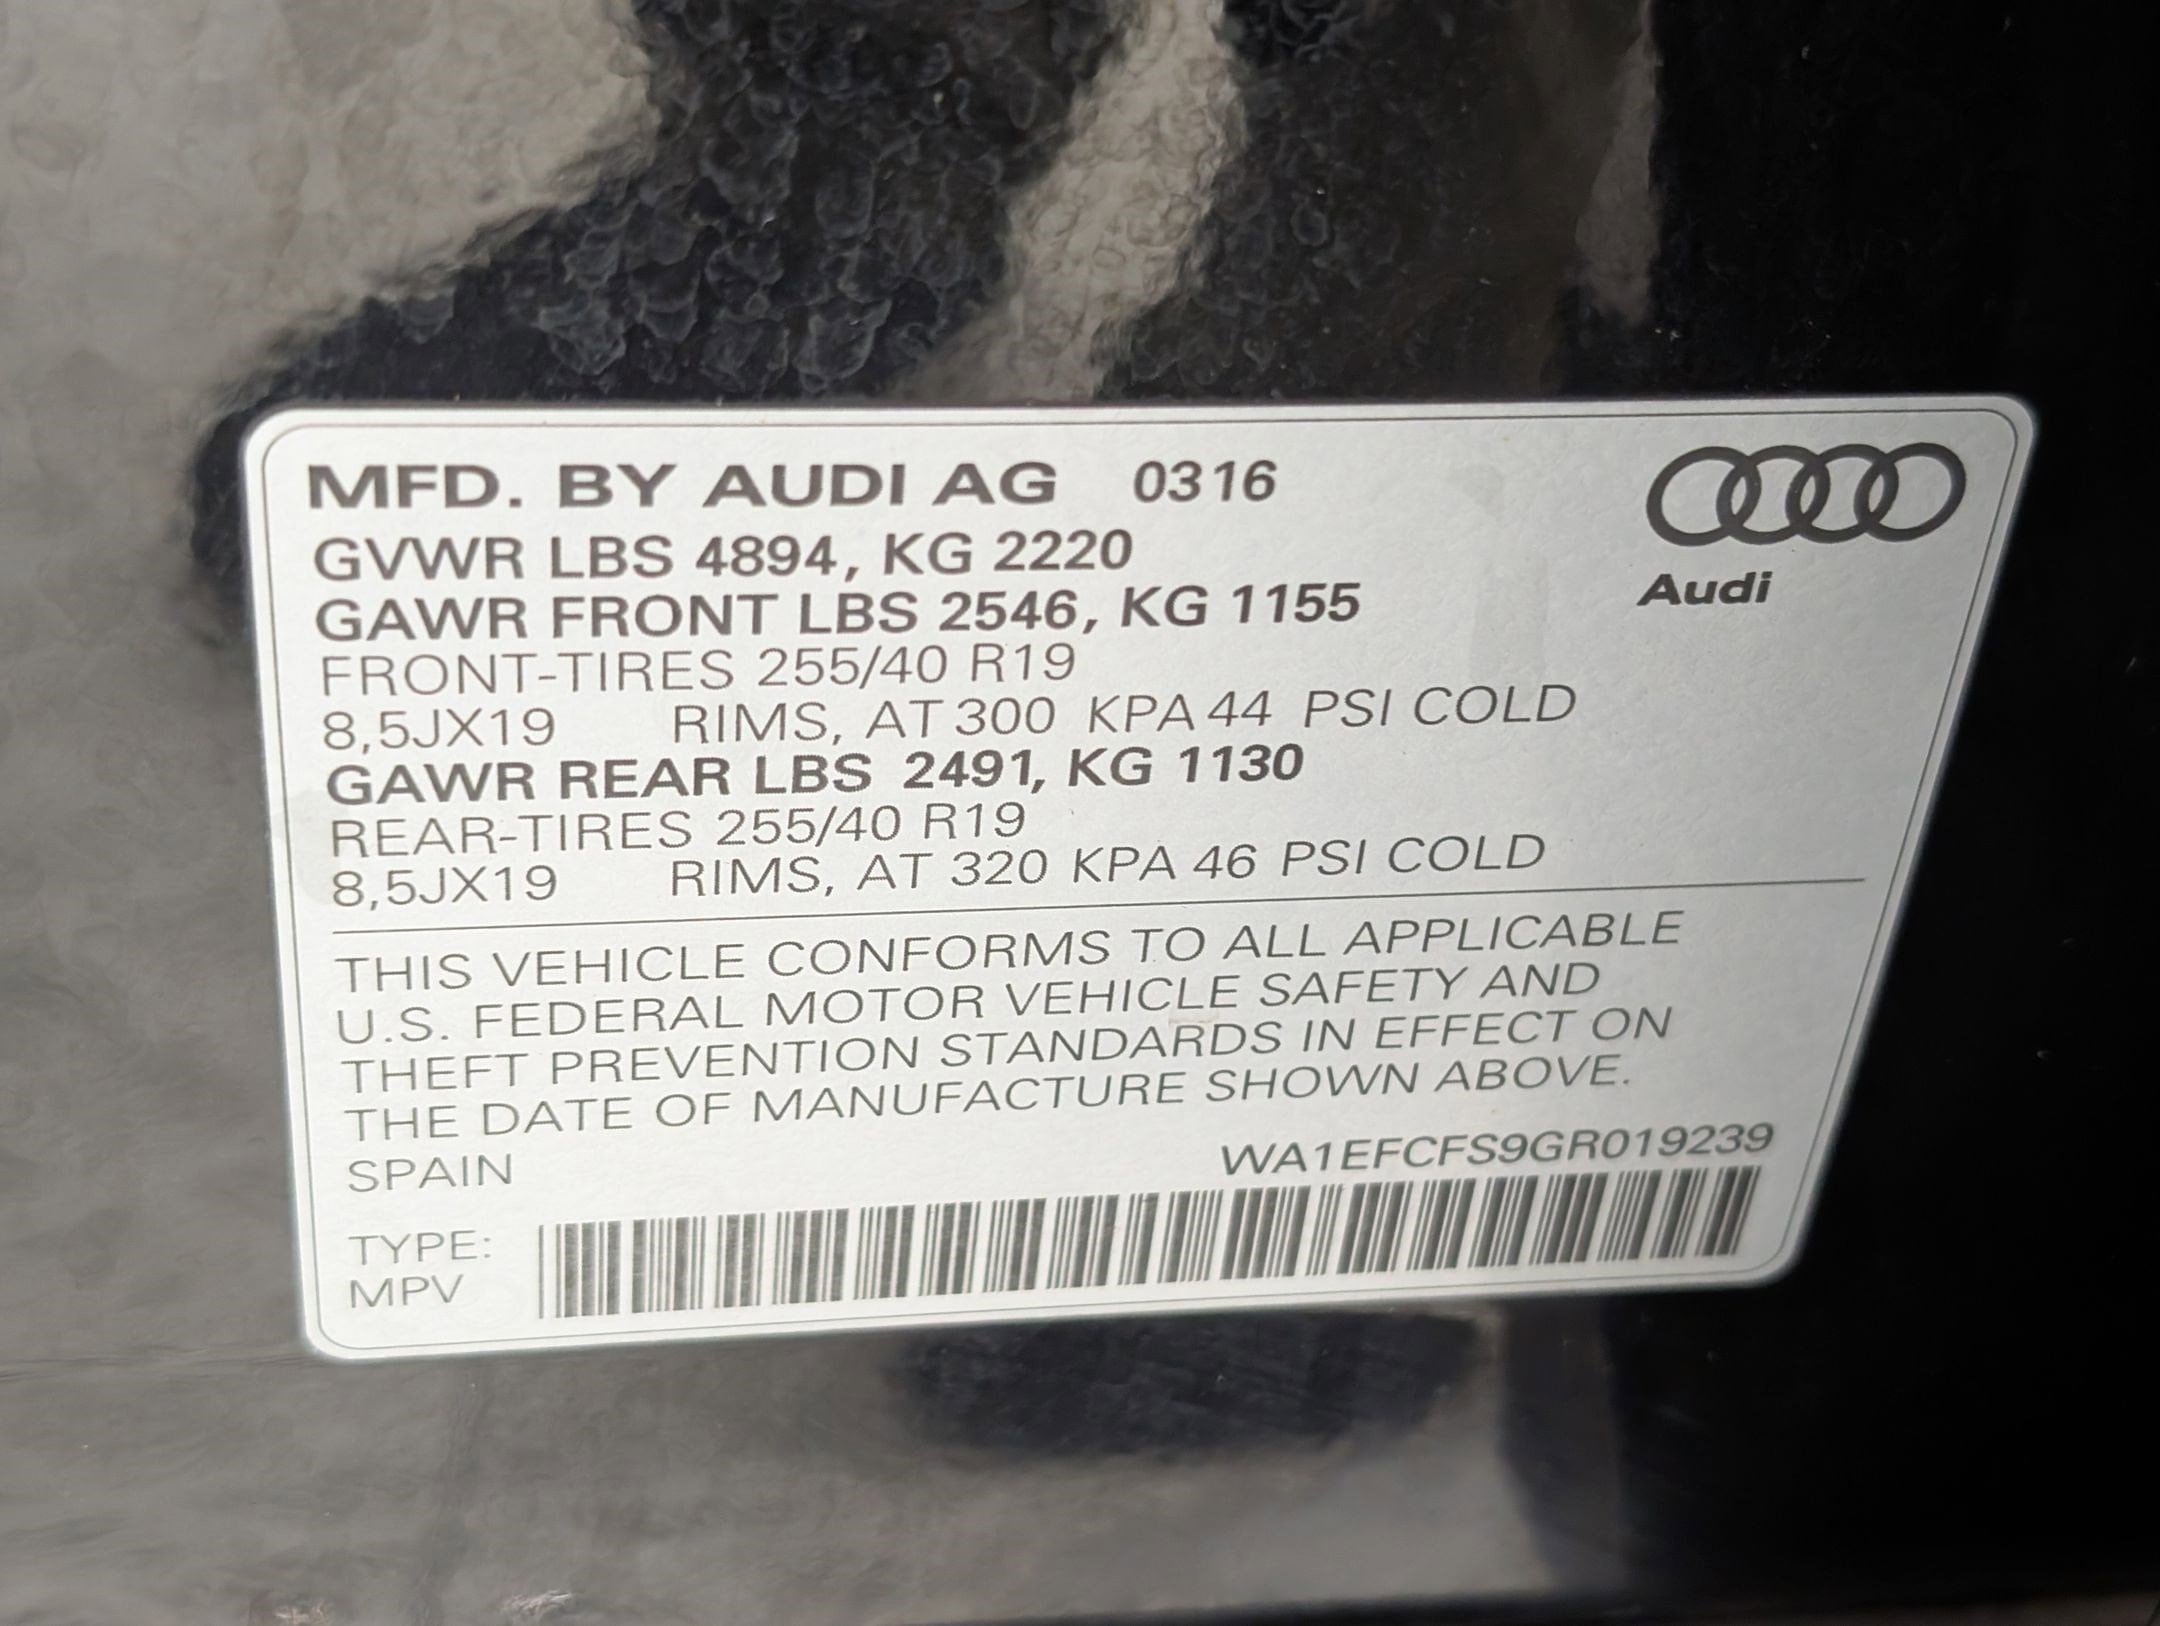 MFD. BY AUDI AG 0316
GVWR LBS 4894, KG 2220
GAWR FRONT LBS 2546, KG 1155
FRONT-TIRES 255/40 R19
8,5JX19 RIMS, AT 300 KPA 44 PSI COLD
GAWR REAR LBS 2491, KG 1130
REAR-TIRES 255/40 R19
8,5JX19 RIMS, AT 320 KPA 46 PSI COLD
Audi
THIS VEHICLE CONFORMS TO ALL APPLICABLE
U.S. FEDERAL MOTOR VEHICLE SAFETY AND
THEFT PREVENTION STANDARDS IN EFFECT ON
THE DATE OF MANUFACTURE SHOWN ABOVE.
SPAIN WA1EFCFS9GR019239
TYPE:
MPV